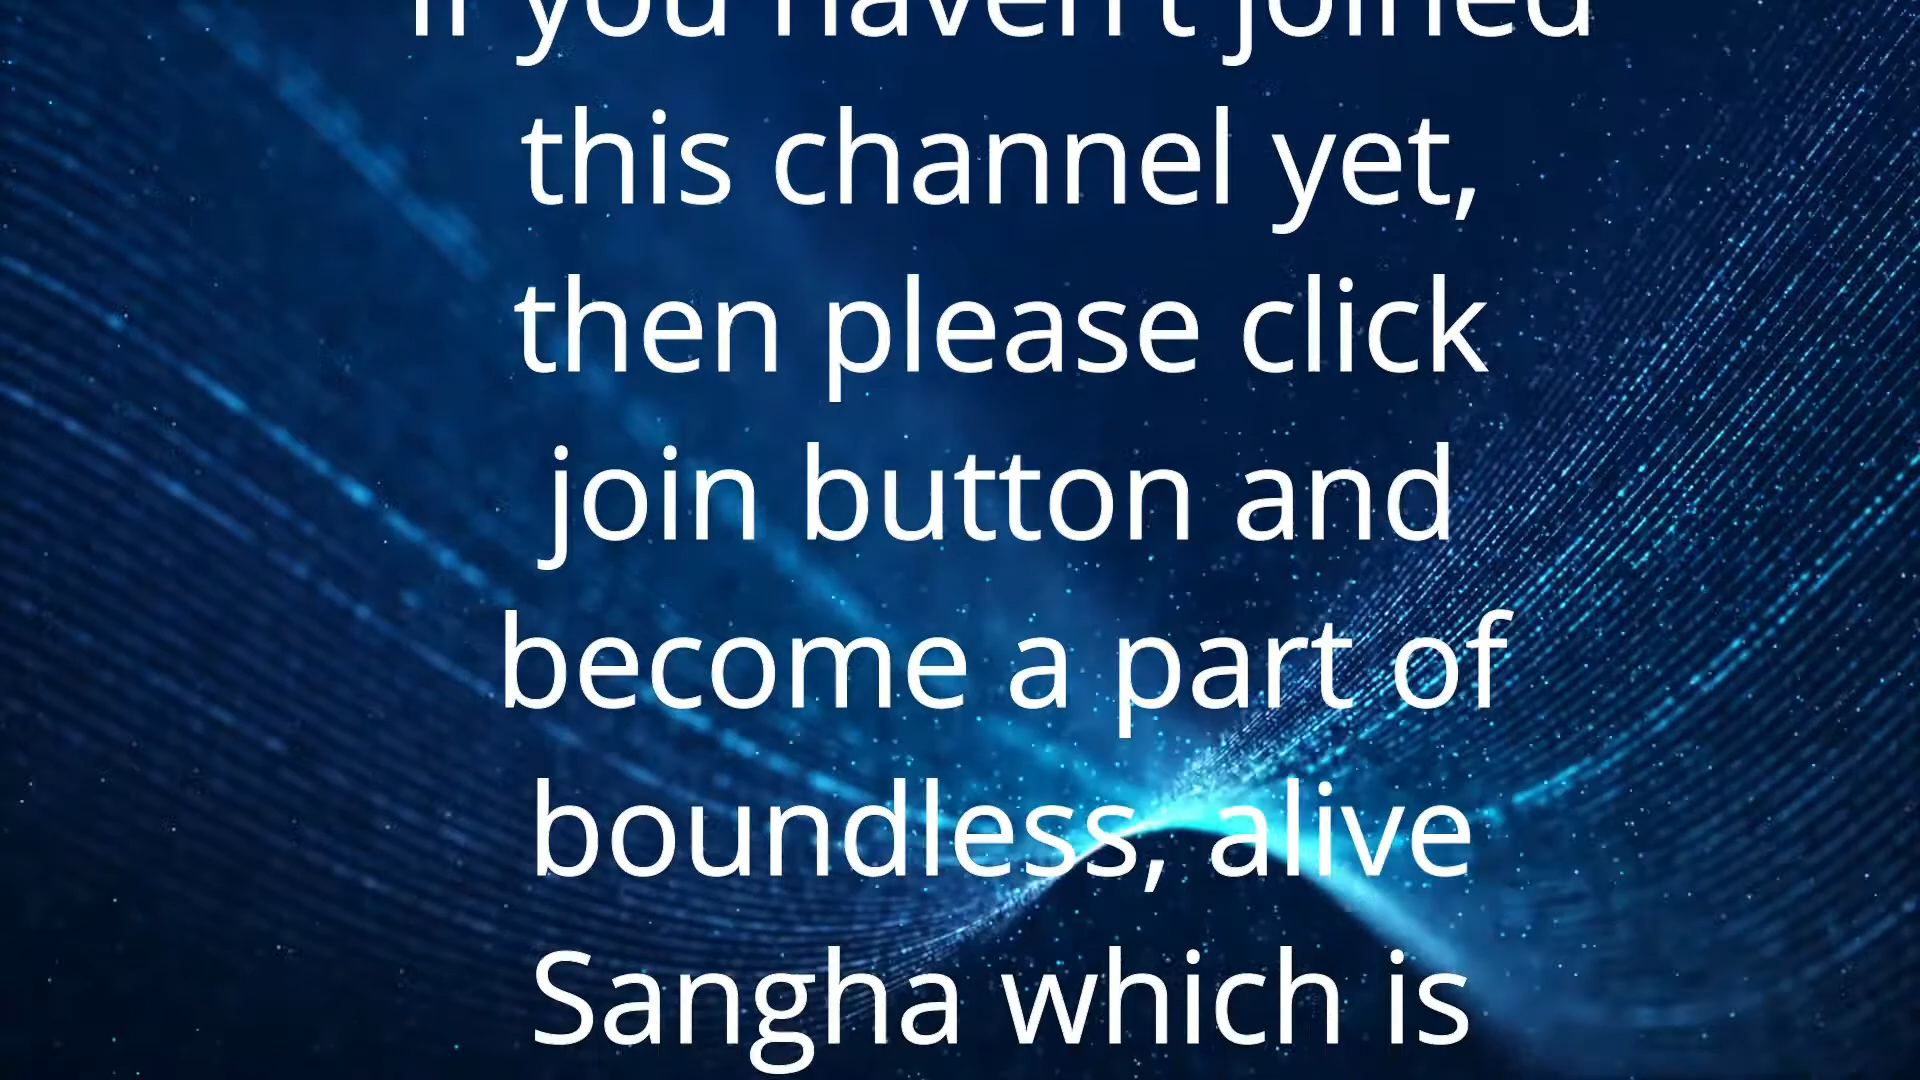 If you haven't joined
this channel yet,
then please click
join button and
become a part of
boundless, alive
Sangha which is